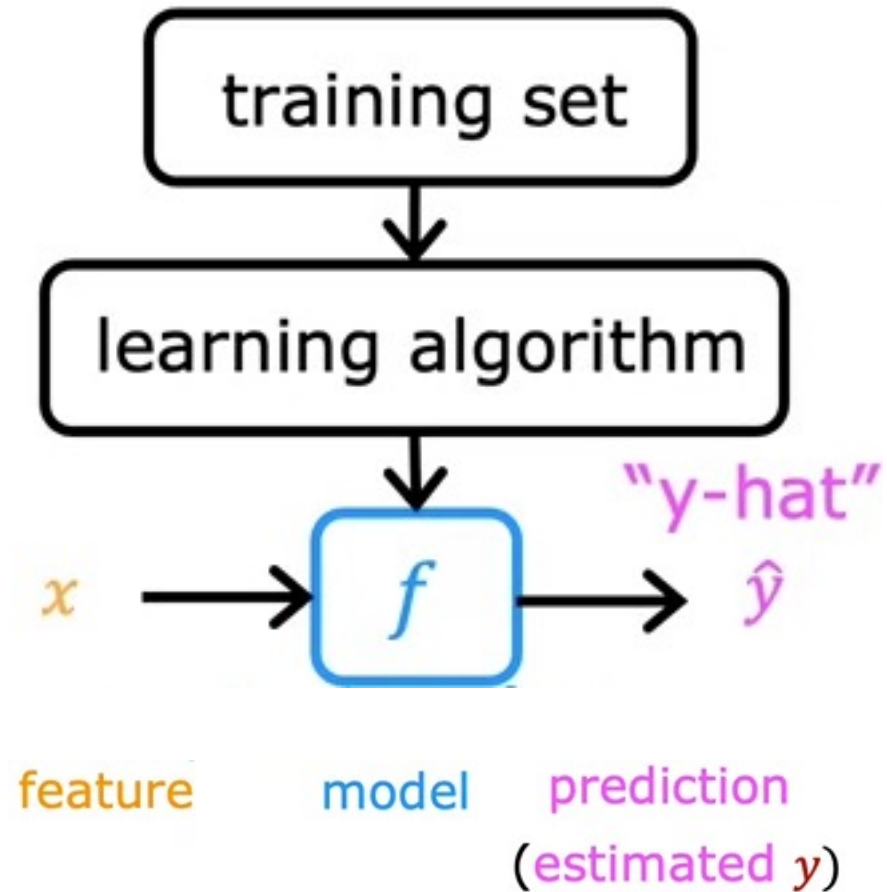 training set
learning algorithm
“y-hat”
x f ŷ
feature model prediction
(estimated y)